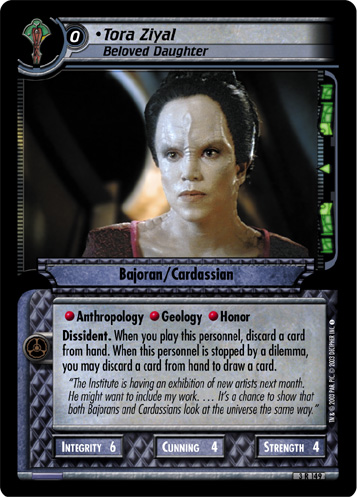 0
•Tora Ziyal
Beloved Daughter
Bajoran/Cardassian
Anthropology Geology Honor
Dissident. When you play this personnel, discard a card
from hand. When this personnel is stopped by a dilemma,
you may discard a card from hand to draw a card.
"The Institute is having an exhibition of new artists next month.
He might want to include my work. . . . It's a chance to show that
both Bajorans and Cardassians look at the universe the same way."
INTEGRITY 6 CUNNING 4 STRENGTH 4
3 R 149
TM & © 2003 PAR. PIC. © 2003 DECIPHER INC.